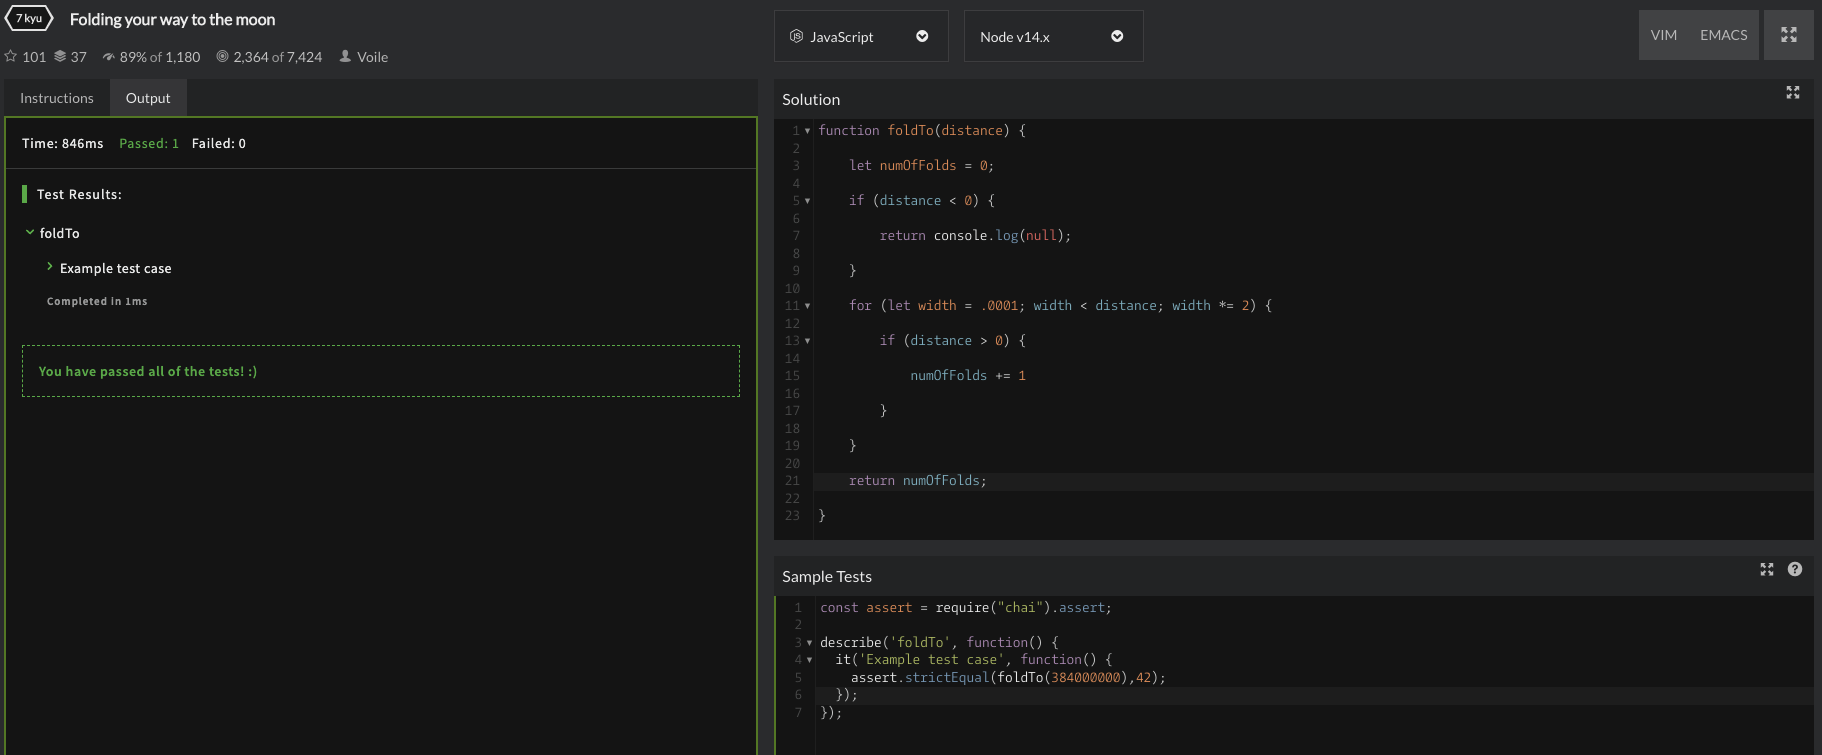 7 kyu Folding your way to the moon
101 37 89% of 1,180 2,364 of 7,424 Voile
JavaScript Node v14.x VIM EMACS
Instructions Output
Time: 846ms Passed: 1 Failed: 0
Test Results:
foldTo
Example test case
Completed in 1ms
You have passed all of the tests! :)
Solution
1 function foldTo(distance) {
2
3 let numOfFolds = 0;
4
5 if (distance < 0) {
6
7 return console.log(null);
8
9 }
10
11 for (let width = .0001; width < distance; width *= 2) {
12
13 if (distance > 0) {
14
15 numOfFolds += 1
16
17 }
18
19 }
20
21 return numOfFolds;
22
23 }
Sample Tests
1 const assert = require("chai").assert;
2
3 describe('foldTo', function() {
4 it('Example test case', function() {
5 assert.strictEqual(foldTo(384000000),42);
6 });
7 });